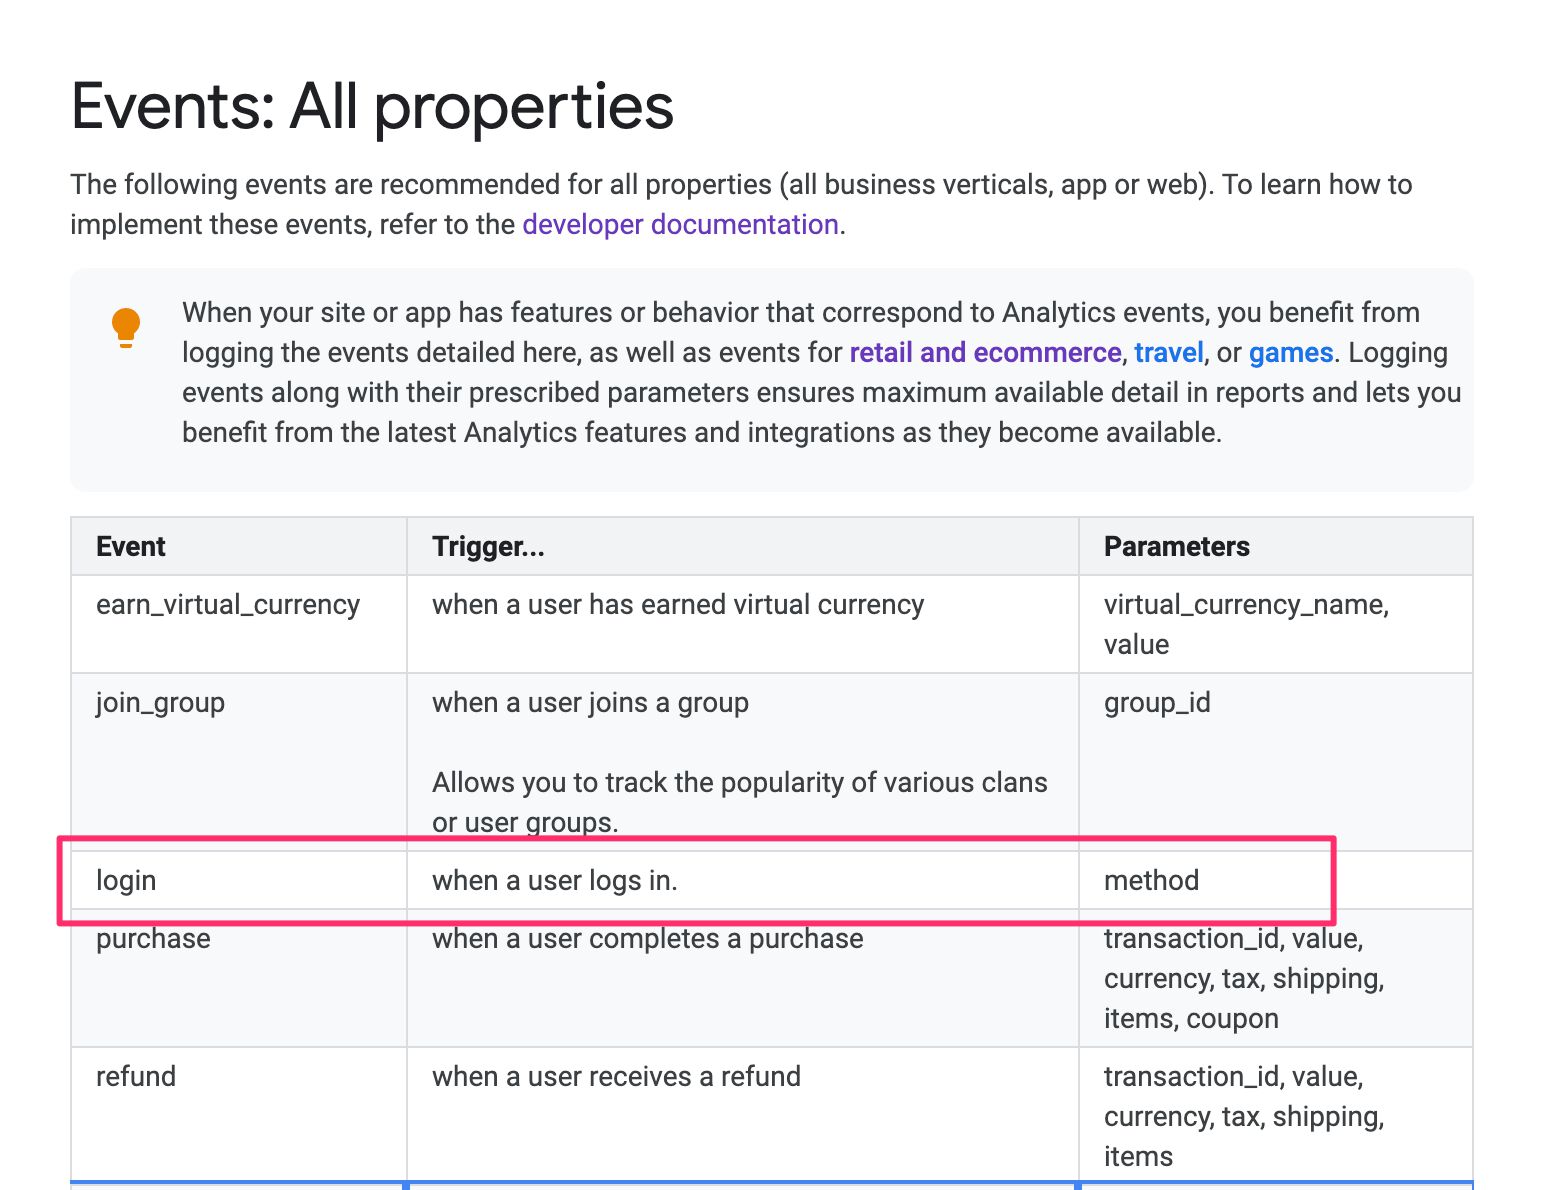 Events: All properties
The following events are recommended for all properties (all business verticals, app or web). To learn how to
implement these events, refer to the developer documentation.
When your site or app has features or behavior that correspond to Analytics events, you benefit from
logging the events detailed here, as well as events for retail and ecommerce, travel, or games. Logging
events along with their prescribed parameters ensures maximum available detail in reports and lets you
benefit from the latest Analytics features and integrations as they become available.
Event Trigger... Parameters
earn_virtual_currency when a user has earned virtual currency virtual_currency_name,
value
join_group when a user joins a group group_id
Allows you to track the popularity of various clans
or user groups.
login when a user logs in. method
purchase when a user completes a purchase transaction_id, value,
currency, tax, shipping,
items, coupon
refund when a user receives a refund transaction_id, value,
currency, tax, shipping,
items